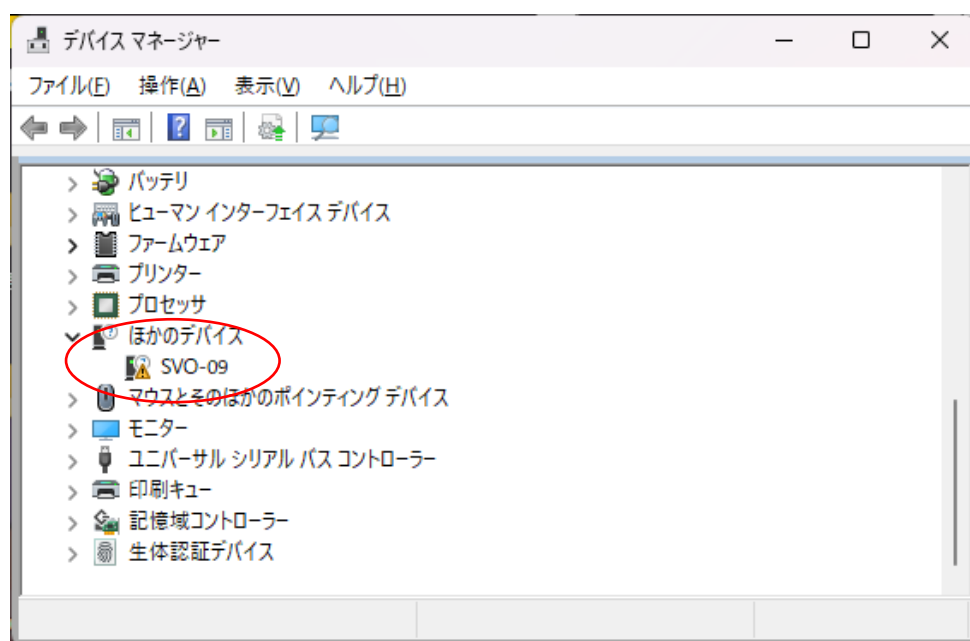 デバイス マネージャー
ファイル(F) 操作(A) 表示(V) ヘルプ(H)
バッテリ
ヒューマン インターフェイス デバイス
ファームウェア
プリンター
プロセッサ
ほかのデバイス
SVO-09
マウスとそのほかのポインティング デバイス
モニター
ユニバーサル シリアル バス コントローラー
印刷キュー
記憶域コントローラー
生体認証デバイス